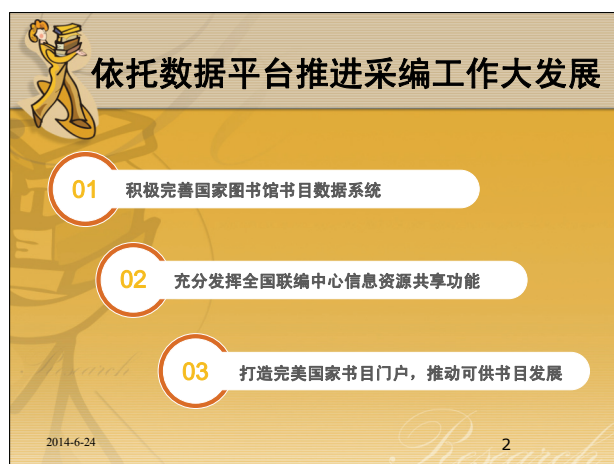 依托数据平台推进采编工作大发展
01 积极完善国家图书馆书目数据系统
02 充分发挥全国联编中心信息资源共享功能
03 打造完美国家书目门户，推动可供书目发展
Research
2014-6-24
2
Research